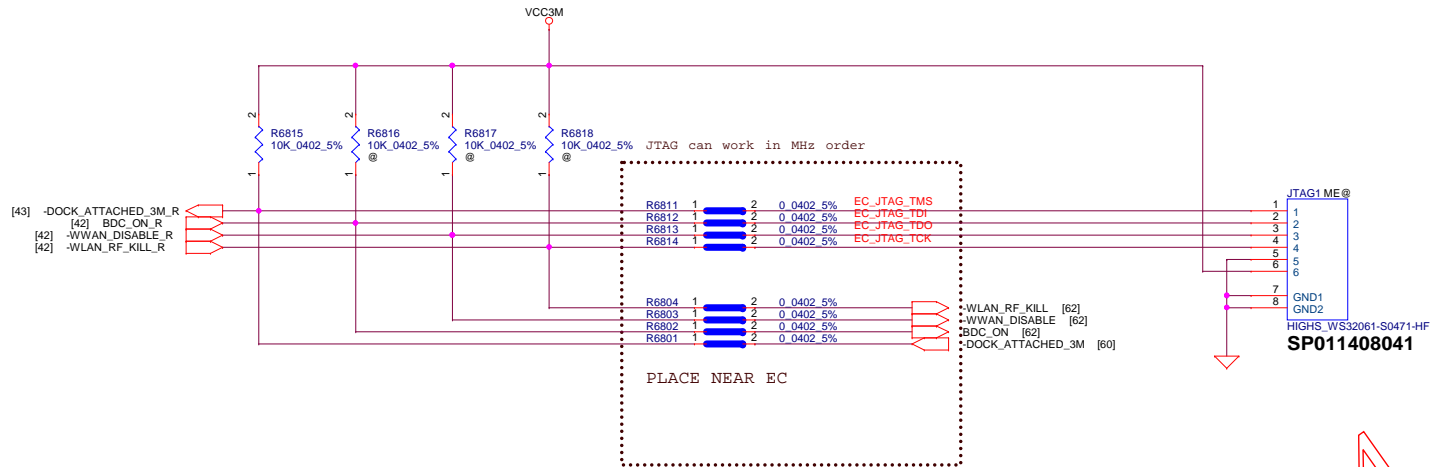 VCC3M
2 2 2 2
R6815 R6816 R6817 R6818
10K_0402_5% 10K_0402_5% 10K_0402_5% 10K_0402_5%
@ @
1 1 1 1
JTAG can work in MHz order
[43] -DOCK_ATTACHED_3M_R
[42] BDC_ON_R
[42] -WWAN_DISABLE_R
[42] -WLAN_RF_KILL_R
R6811 1 2 0_0402_5% EC_JTAG_TMS
R6812 1 2 0_0402_5% EC_JTAG_TDI
R6813 1 2 0_0402_5% EC_JTAG_TDO
R6814 1 2 0_0402_5% EC_JTAG_TCK
R6804 1 2 0_0402_5% -WLAN_RF_KILL [62]
R6803 1 2 0_0402_5% -WWAN_DISABLE [62]
R6802 1 2 0_0402_5% BDC_ON [62]
R6801 1 2 0_0402_5% -DOCK_ATTACHED_3M [60]
PLACE NEAR EC
JTAG1 ME@
1 1
2 2
3 3
4 4
5 5
6 6
7 GND1
8 GND2
HIGHS_WS32061-S0471-HF
SP011408041